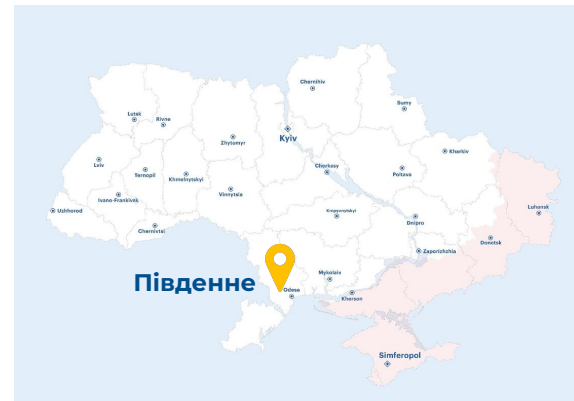 Chernihiv
Sumy
Lutsk
Rivne
Kyiv
Zhytomyr
Kharkiv
Lviv
Cherkasy
Poltava
Ternopil
Khmelnytskyi
Ivano-Frankivsk
Vinnytsia
Uzhhorod
Luhansk
Kropyvnytskyi
Dnipro
Chernivtsi
Donetsk
Zaporizhzhia
Mykolaiv
Південне
Odesa
Kherson
Simferopol